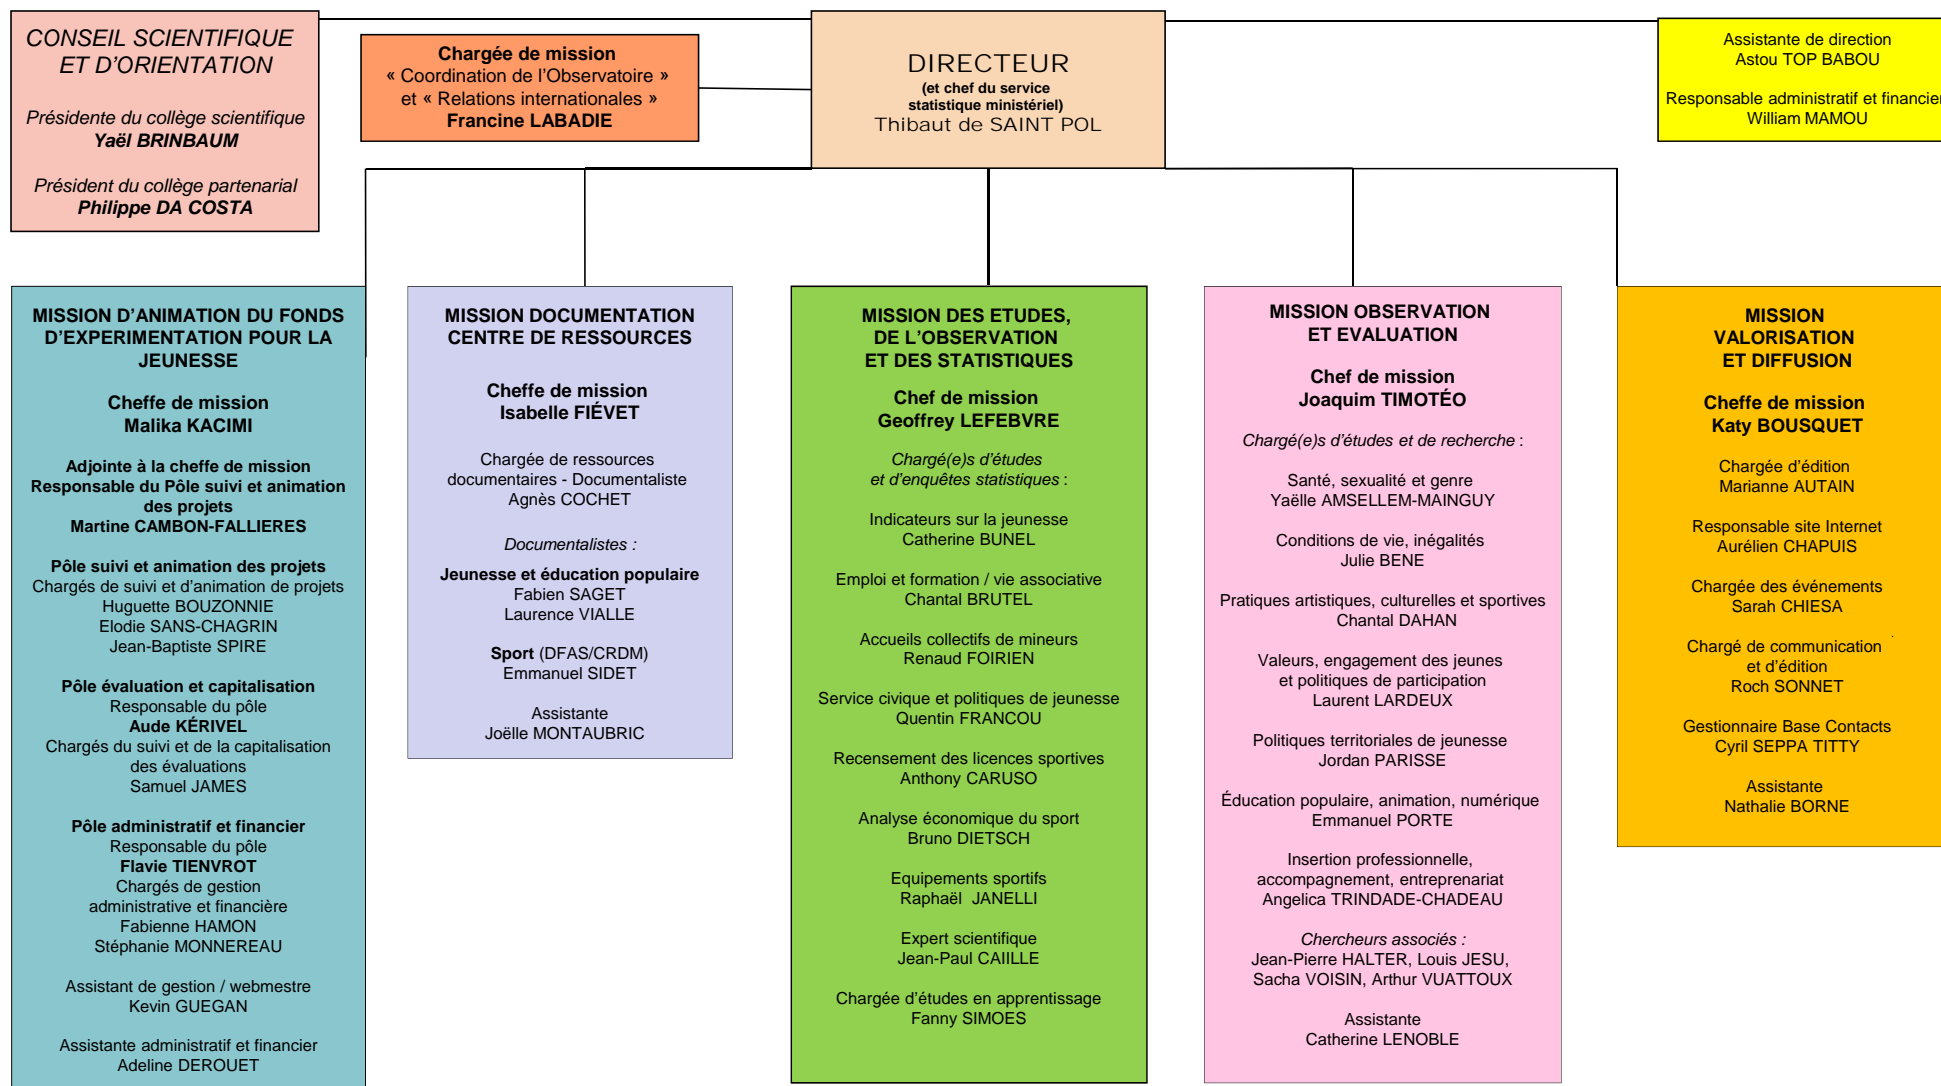 CONSEIL SCIENTIFIQUE
ET D'ORIENTATION
Présidente du collège scientifique
Yaël BRINBAUM
Président du collège partenarial
Philippe DA COSTA
Chargée de mission
« Coordination de l'Observatoire »
et « Relations internationales »
Francine LABADIE
DIRECTEUR
(et chef du service
statistique ministériel)
Thibaut de SAINT POL
Assistante de direction
Astou TOP BABOU
Responsable administratif et financier
William MAMOU
MISSION D'ANIMATION DU FONDS
D'EXPERIMENTATION POUR LA
JEUNESSE
Cheffe de mission
Malika KACIMI
Adjointe à la cheffe de mission
Responsable du Pôle suivi et animation
des projets
Martine CAMBON-FALLIERES
Pôle suivi et animation des projets
Chargés de suivi et d'animation de projets
Huguette BOUZONNIE
Elodie SANS-CHAGRIN
Jean-Baptiste SPIRE
Pôle évaluation et capitalisation
Responsable du pôle
Aude KÉRIVEL
Chargés du suivi et de la capitalisation
des évaluations
Samuel JAMES
Pôle administratif et financier
Responsable du pôle
Flavie TIENVROT
Chargés de gestion
administrative et financière
Fabienne HAMON
Stéphanie MONNEREAU
Assistant de gestion / webmestre
Kevin GUEGAN
Assistante administratif et financier
Adeline DEROUET
MISSION DOCUMENTATION
CENTRE DE RESSOURCES
Cheffe de mission
Isabelle FIÉVET
Chargée de ressources
documentaires - Documentaliste
Agnès COCHET
Documentalistes :
Jeunesse et éducation populaire
Fabien SAGET
Laurence VIALLE
Sport (DFAS/CRDM)
Emmanuel SIDET
Assistante
Joëlle MONTAUBRIC
MISSION DES ETUDES,
DE L'OBSERVATION
ET DES STATISTIQUES
Chef de mission
Geoffrey LEFEBVRE
Chargé(e)s d'études
et d'enquêtes statistiques :
Indicateurs sur la jeunesse
Catherine BUNEL
Emploi et formation / vie associative
Chantal BRUTEL
Accueils collectifs de mineurs
Renaud FOIRIEN
Service civique et politiques de jeunesse
Quentin FRANCOU
Recensement des licences sportives
Anthony CARUSO
Analyse économique du sport
Bruno DIETSCH
Equipements sportifs
Raphaël JANELLI
Expert scientifique
Jean-Paul CAIILLE
Chargée d'études en apprentissage
Fanny SIMOES
MISSION OBSERVATION
ET EVALUATION
Chef de mission
Joaquim TIMOTÉO
Chargé(e)s d'études et de recherche :
Santé, sexualité et genre
Yaëlle AMSELLEM-MAINGUY
Conditions de vie, inégalités
Julie BENE
Pratiques artistiques, culturelles et sportives
Chantal DAHAN
Valeurs, engagement des jeunes
et politiques de participation
Laurent LARDEUX
Politiques territoriales de jeunesse
Jordan PARISSE
Éducation populaire, animation, numérique
Emmanuel PORTE
Insertion professionnelle,
accompagnement, entreprenariat
Angelica TRINDADE-CHADEAU
Chercheurs associés :
Jean-Pierre HALTER, Louis JESU,
Sacha VOISIN, Arthur VUATTOUX
Assistante
Catherine LENOBLE
MISSION
VALORISATION
ET DIFFUSION
Cheffe de mission
Katy BOUSQUET
Chargée d'édition
Marianne AUTAIN
Responsable site Internet
Aurélien CHAPUIS
Chargée des événements
Sarah CHIESA
Chargé de communication
et d'édition
Roch SONNET
Gestionnaire Base Contacts
Cyril SEPPA TITTY
Assistante
Nathalie BORNE